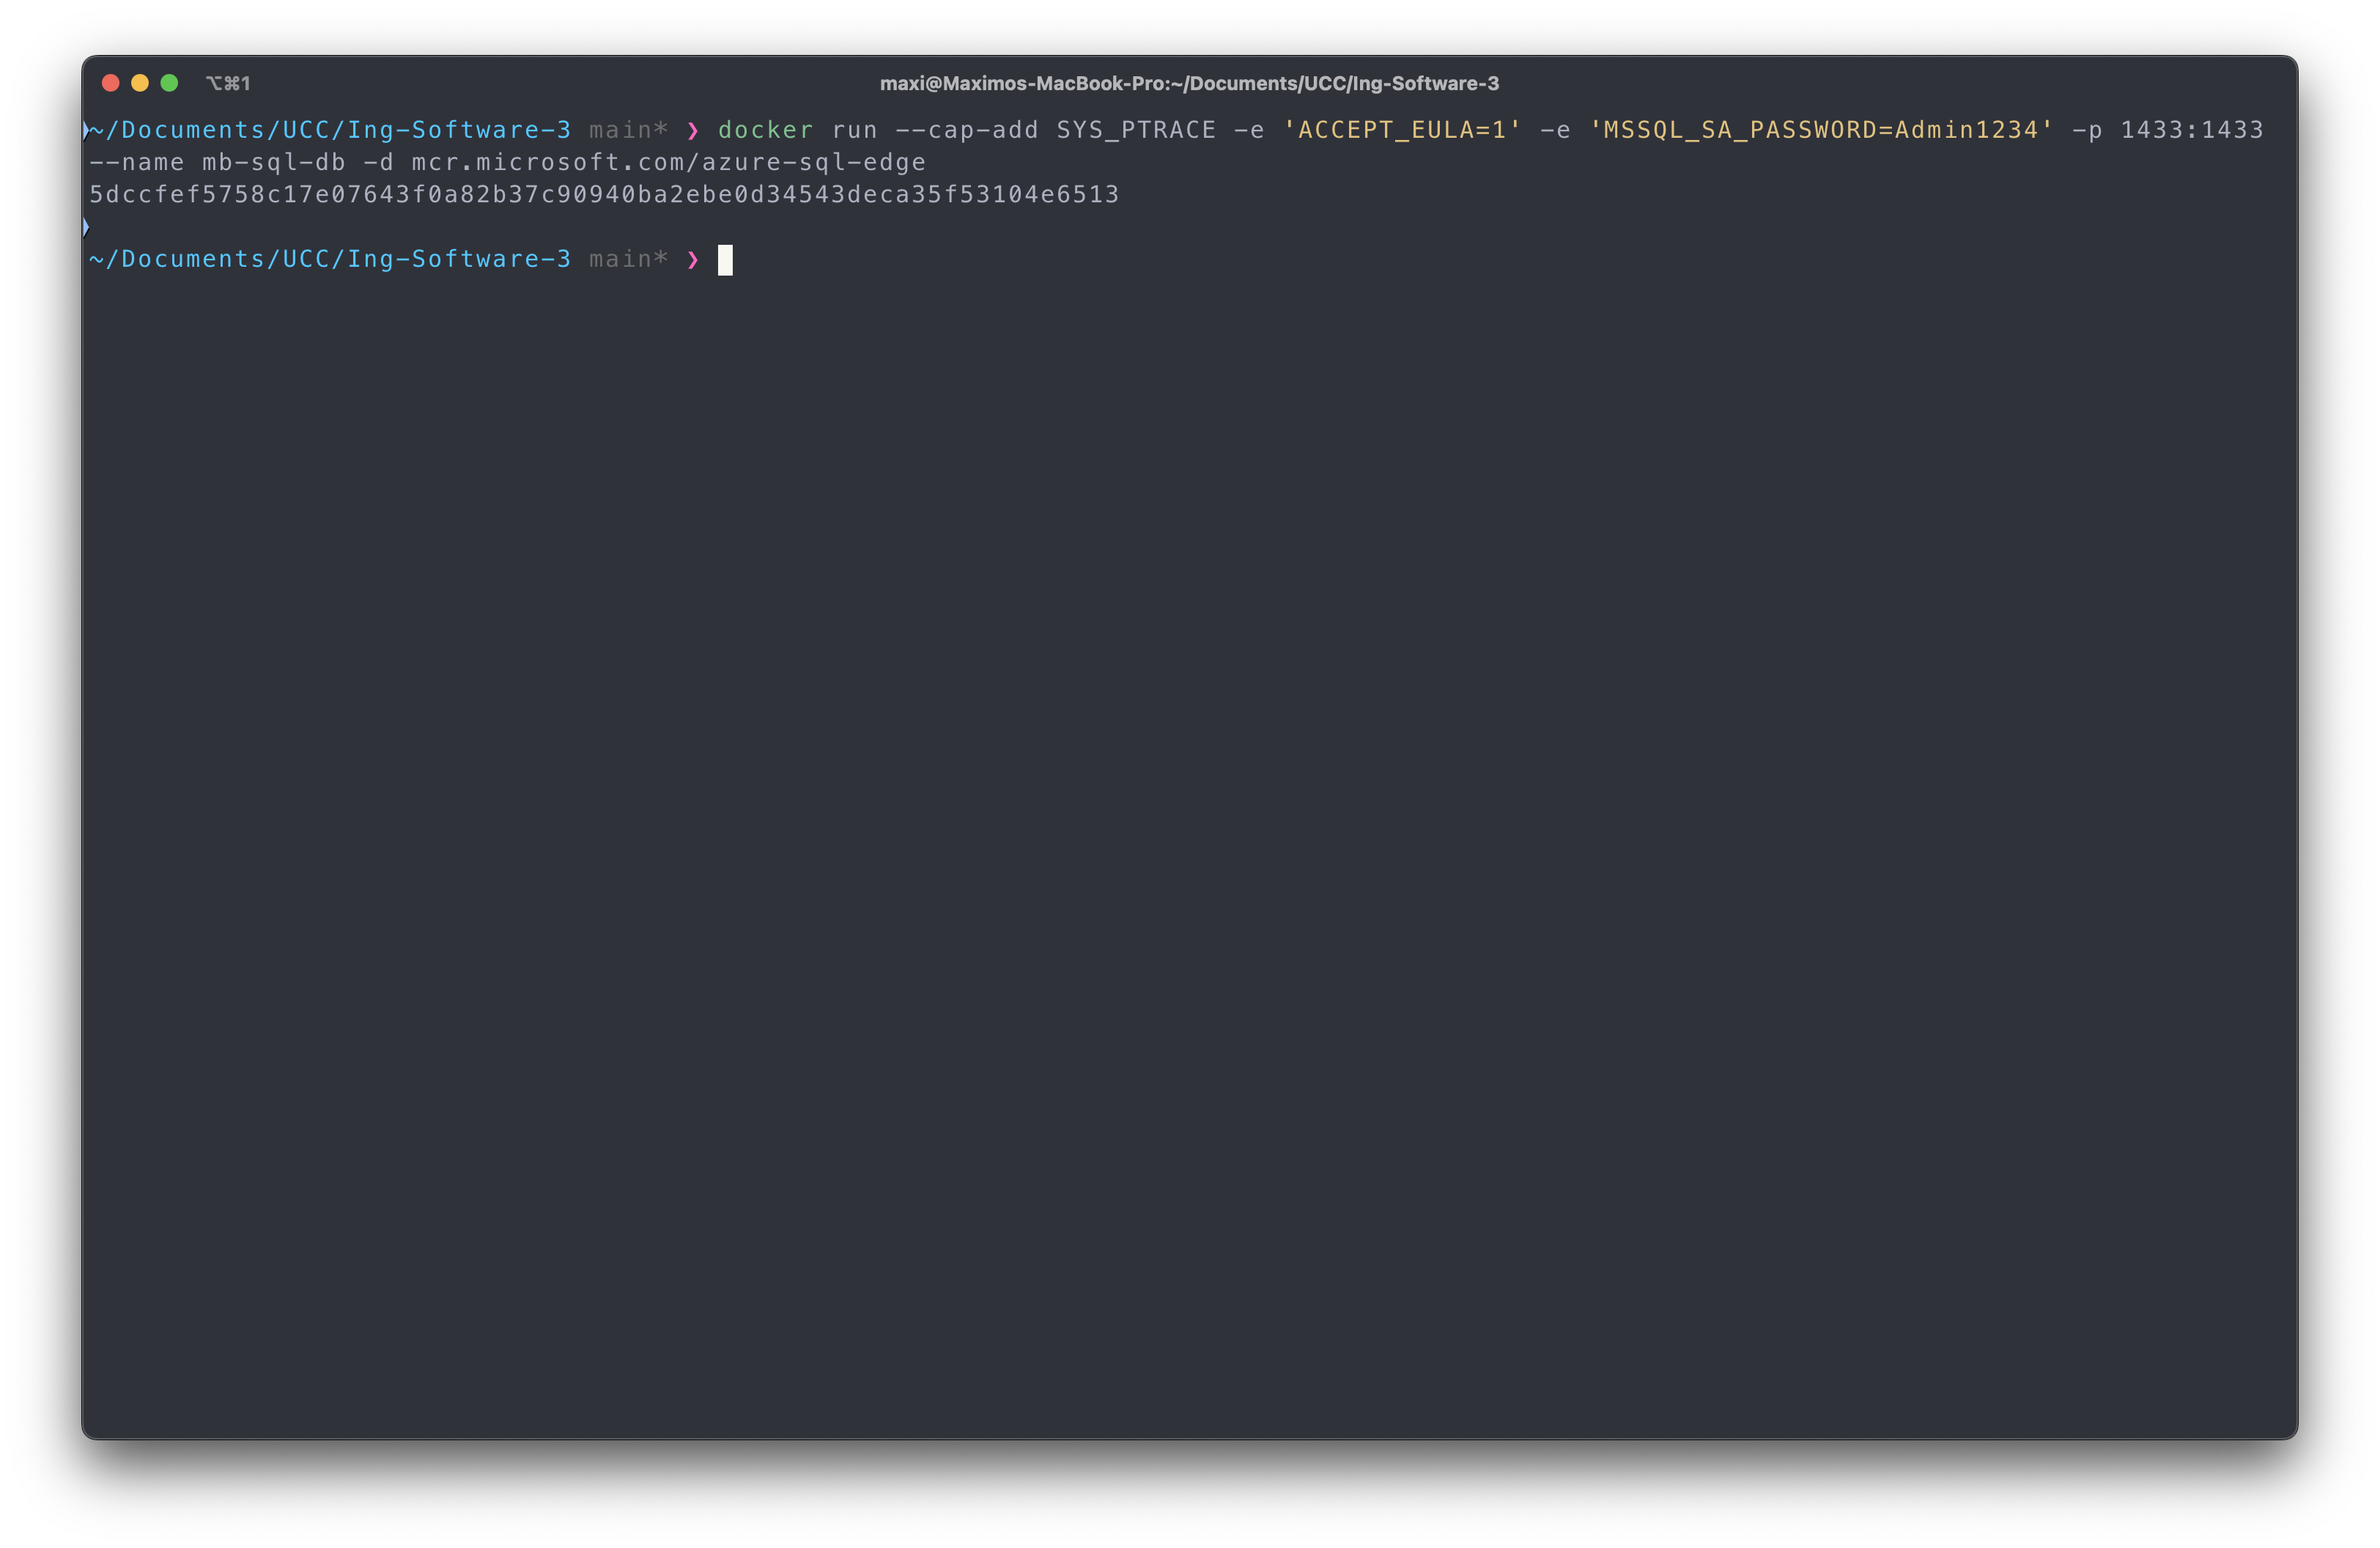 ⌥⌘1
maxi@Maximos-MacBook-Pro:~/Documents/UCC/Ing-Software-3
~/Documents/UCC/Ing-Software-3 main* ❯ docker run --cap-add SYS_PTRACE -e 'ACCEPT_EULA=1' -e 'MSSQL_SA_PASSWORD=Admin1234' -p 1433:1433
--name mb-sql-db -d mcr.microsoft.com/azure-sql-edge
5dccfef5758c17e07643f0a82b37c90940ba2ebe0d34543deca35f53104e6513
~/Documents/UCC/Ing-Software-3 main* ❯